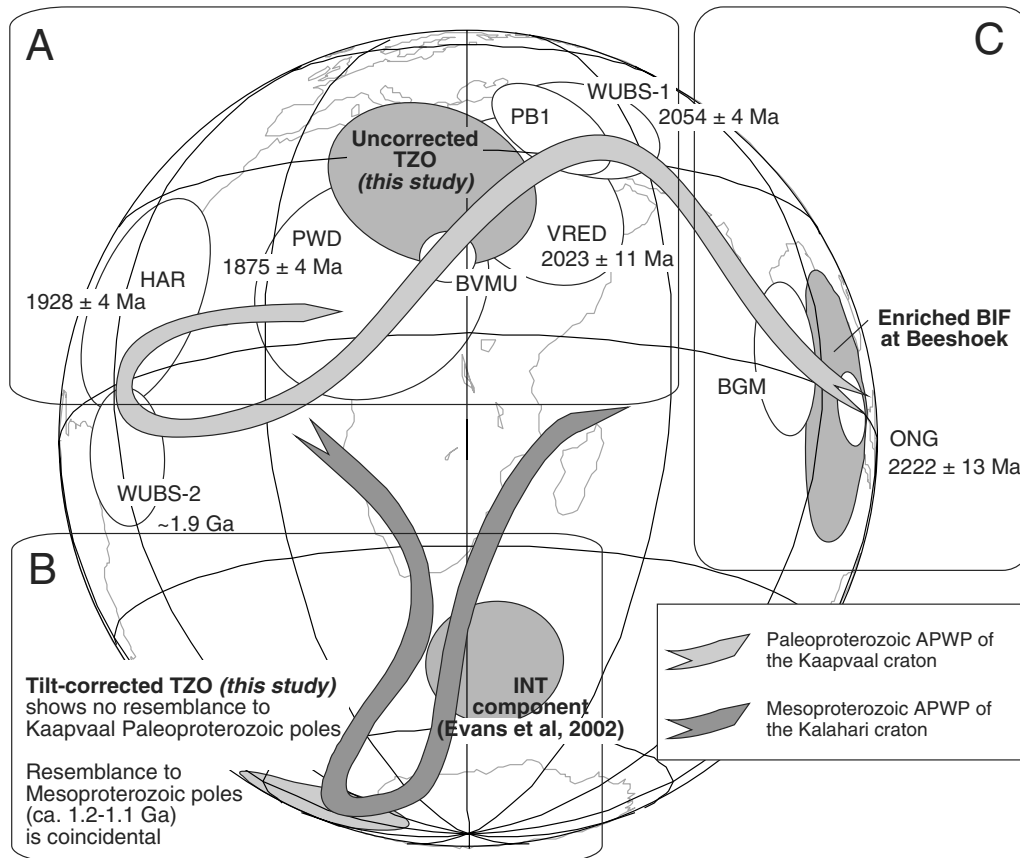 A
C
WUBS-1
2054 ± 4 Ma
PB1
Uncorrected
TZO
(this study)
PWD
1875 ± 4 Ma
VRED
2023 ± 11 Ma
HAR
1928 ± 4 Ma
BVMU
Enriched BIF
at Beeshoek
BGM
ONG
2222 ± 13 Ma
WUBS-2
~1.9 Ga
B
Tilt-corrected TZO (this study)
shows no resemblance to
Kaapvaal Paleoproterozoic poles
Resemblance to
Mesoproterozoic poles
(ca. 1.2-1.1 Ga)
is coincidental
INT
component
(Evans et al, 2002)
Paleoproterozoic APWP of
the Kaapvaal craton
Mesoproterozoic APWP of
the Kalahari craton